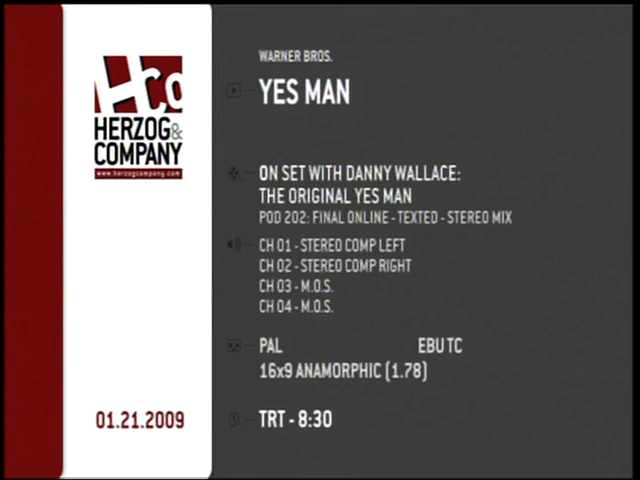 Hco
HERZOG&
COMPANY
www.herzogcompany.com
01.21.2009
WARNER BROS.
YES MAN
ON SET WITH DANNY WALLACE:
THE ORIGINAL YES MAN
POD 202: FINAL ONLINE - TEXTED - STEREO MIX
CH 01 - STEREO COMP LEFT
CH 02 - STEREO COMP RIGHT
CH 03 - M.O.S.
CH 04 - M.O.S.
PAL EBU TC
16x9 ANAMORPHIC (1.78)
TRT - 8:30